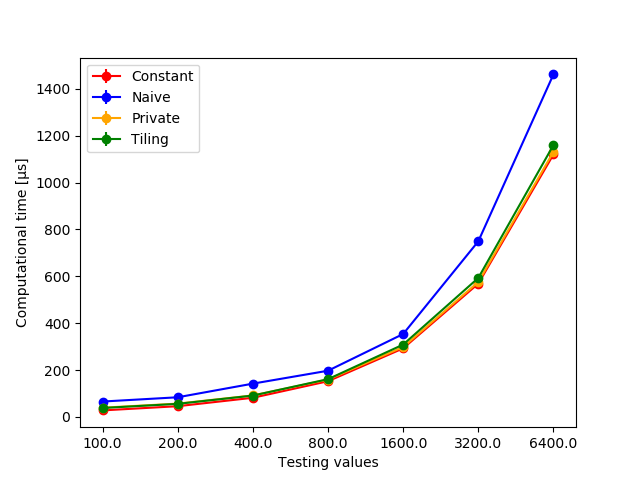 Constant
Naive
Private
Tiling
1400
1200
1000
800
600
400
200
0
Computational time [µs]
100.0 200.0 400.0 800.0 1600.0 3200.0 6400.0
Testing values